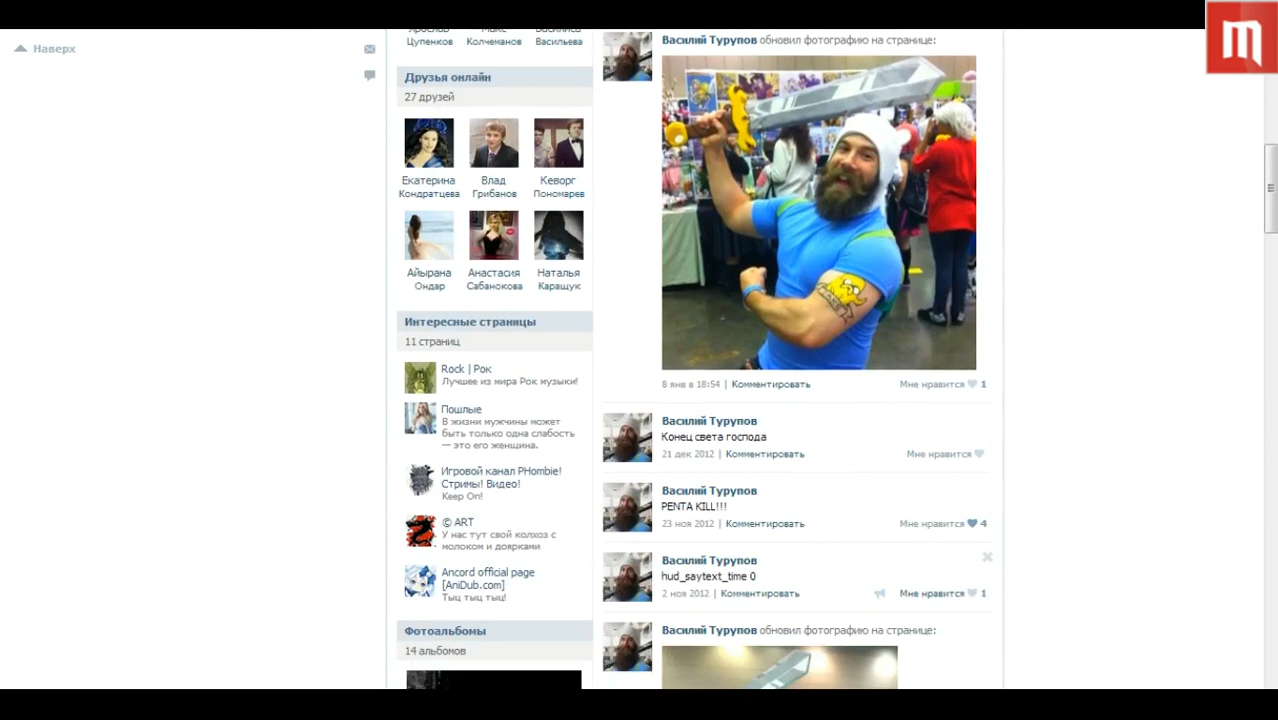 Наверх
Ярослав Макс Василиса
Цупенков Колчеманов Васильева
Друзья онлайн
27 друзей
Екатерина Влад Кеворг
Кондратцева Грибанов Пономарев
Айырана Анастасия Наталья
Ондар Сабанокова Каращук
Интересные страницы
11 страниц
Rock | Рок
Лучшее из мира Рок музыки!
Пошлые
В жизни мужчины может
быть только одна слабость
— это его женщина.
Игровой канал PHombie!
Стримы! Видео!
Keep On!
© ART
У нас тут свой колхоз с
молоком и доярками
Ancord official page
[AniDub.com]
Тыц тыц тыц!
Фотоальбомы
14 альбомов
Василий Турупов обновил фотографию на странице:
8 янв в 18:54 | Комментировать Мне нравится 1
Василий Турупов
Конец света господа
21 дек 2012 | Комментировать Мне нравится
Василий Турупов
PENTA KILL!!!
23 ноя 2012 | Комментировать Мне нравится 4
Василий Турупов
hud_saytext_time 0
2 ноя 2012 | Комментировать Мне нравится 1
Василий Турупов обновил фотографию на странице:
m